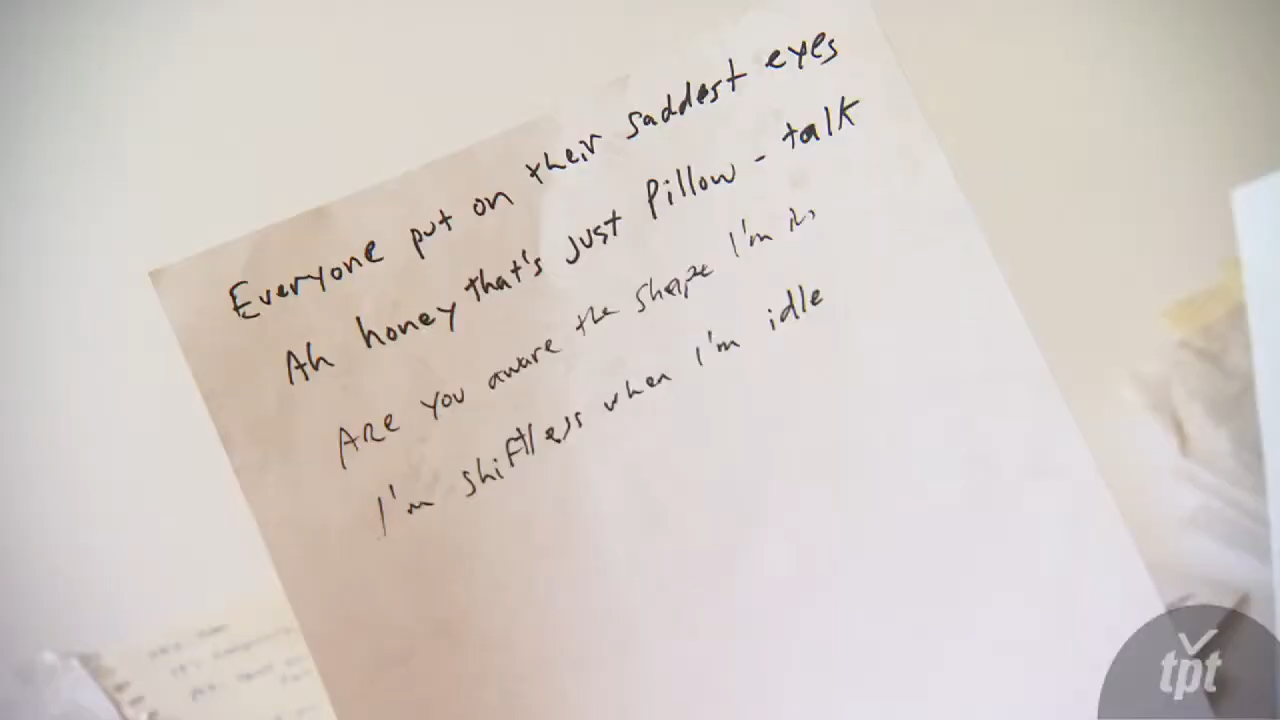 Everyone put on their saddest eyes
Ah honey that's just Pillow-talk
Are you aware the shape I'm in
I'm shiftless when I'm idle
tpt